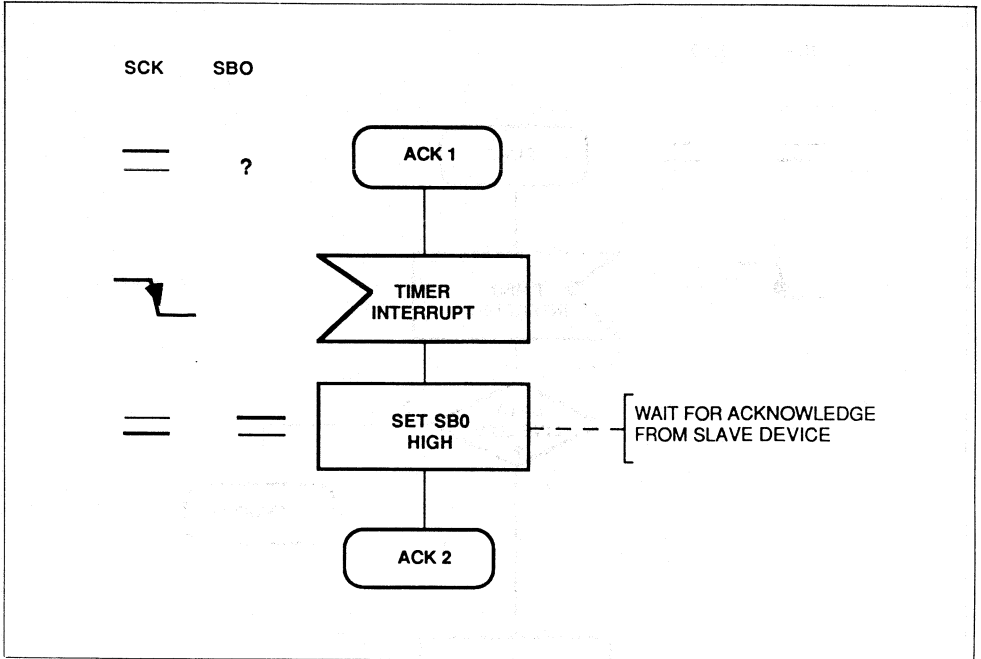 SCK SBO
?
ACK 1
TIMER
INTERRUPT
SET SB0
HIGH
WAIT FOR ACKNOWLEDGE
FROM SLAVE DEVICE
ACK 2